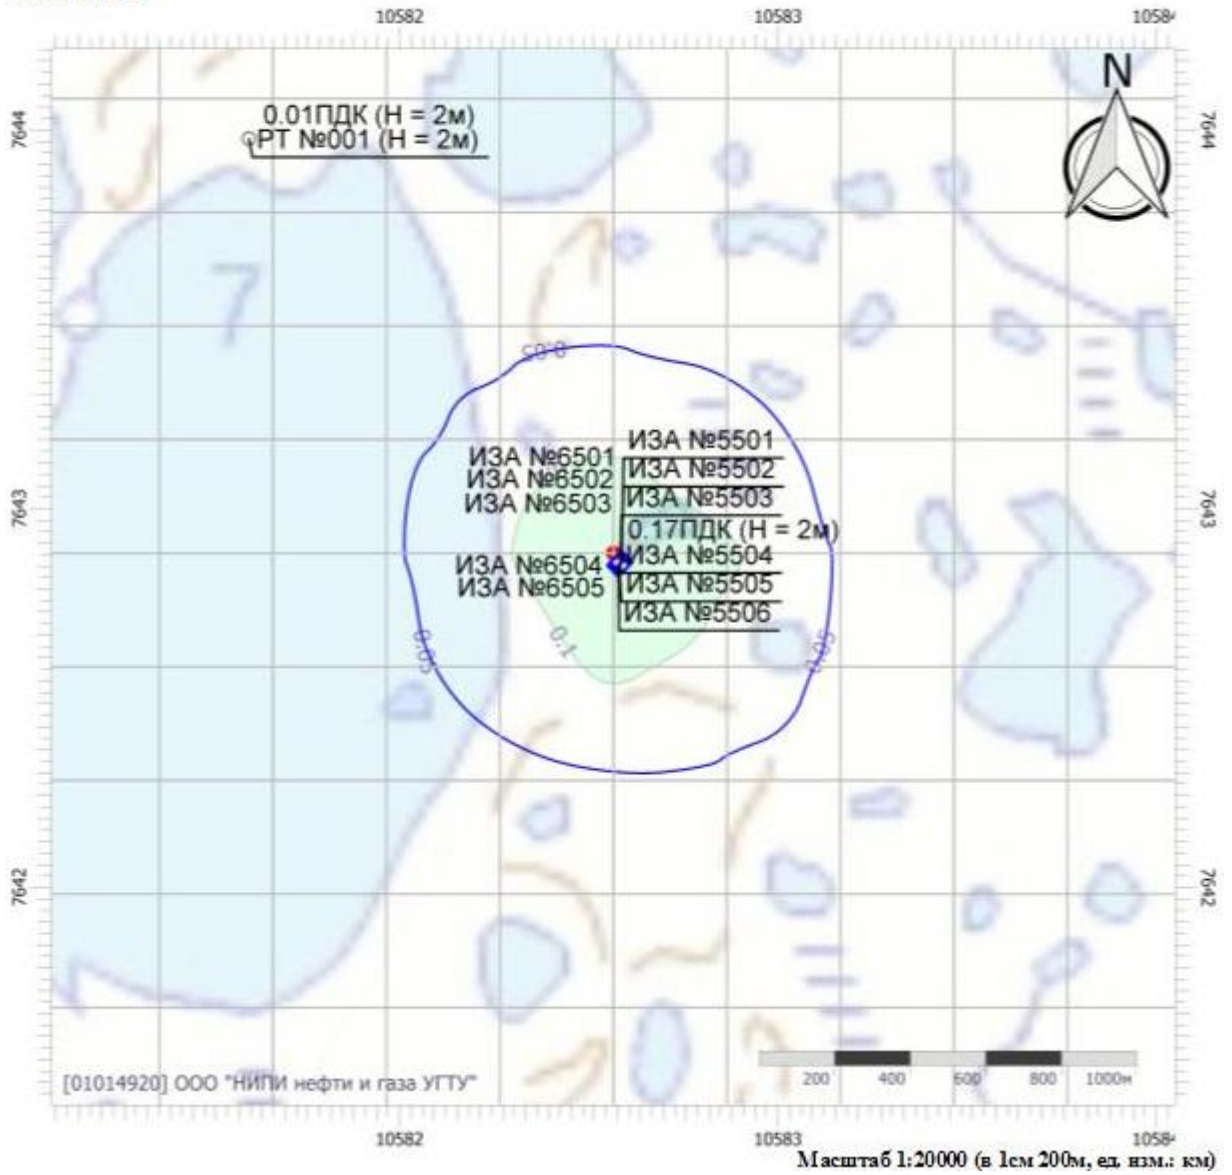 10582 10583 1058
N
7644 7644
0.01ПДК (Н = 2м)
РТ №001 (Н = 2м)
7
0.05
ИЗА №5501
ИЗА №6501
ИЗА №5502
ИЗА №6502
ИЗА №5503
ИЗА №6503
7643 7643
0.17ПДК (Н = 2м)
ИЗА №5504
ИЗА №6504
ИЗА №5505
ИЗА №6505
ИЗА №5506
0.1
0.05 0.05
7642 7642
[01014920] ООО "НИПИ нефти и газа УГТУ"
200 400 600 800 1000м
10582 10583 1058
Масштаб 1:20000 (в 1см 200м, ед. изм.: км)